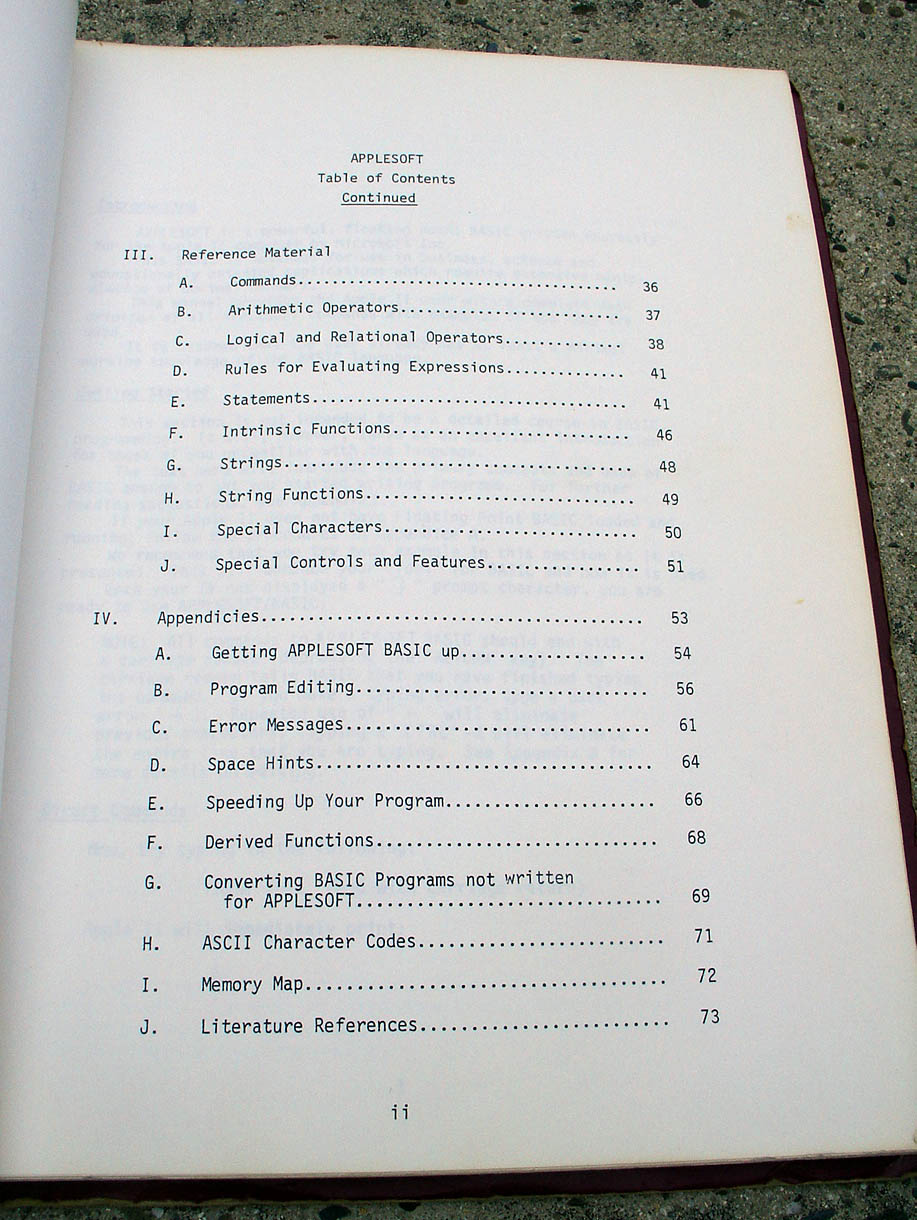 APPLESOFT
Table of Contents
Continued
III. Reference Material
A. Commands........................................ 36
B. Arithmetic Operators............................ 37
C. Logical and Relational Operators............. 38
D. Rules for Evaluating Expressions............. 41
E. Statements...................................... 41
F. Intrinsic Functions............................ 46
G. Strings.......................................... 48
H. String Functions................................ 49
I. Special Characters.............................. 50
J. Special Controls and Features................. 51
IV. Appendicies......................................... 53
A. Getting APPLESOFT BASIC up.................... 54
B. Program Editing................................ 56
C. Error Messages................................. 61
D. Space Hints.................................... 64
E. Speeding Up Your Program....................... 66
F. Derived Functions............................... 68
G. Converting BASIC Programs not written
for APPLESOFT................................. 69
H. ASCII Character Codes........................... 71
I. Memory Map....................................... 72
J. Literature References........................... 73
ii